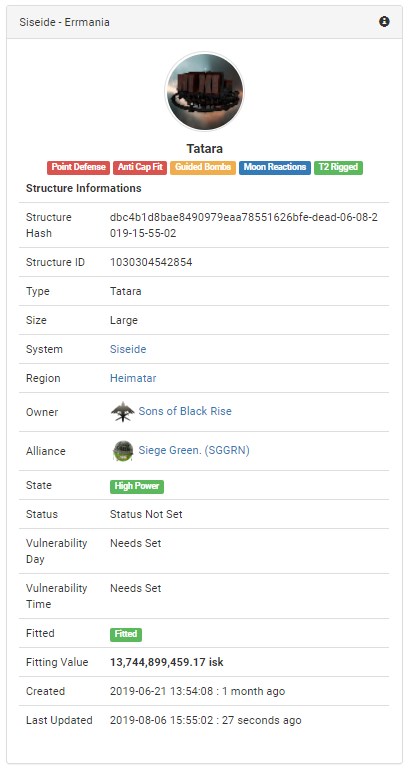 Siseide - Errmania
Tatara
Point Defense Anti Cap Fit Guided Bombs Moon Reactions T2 Rigged
Structure Informations
Structure Hash dbc4b1d8bae8490979eaa78551626bfe-dead-06-08-2
019-15-55-02
Structure ID 1030304542854
Type Tatara
Size Large
System Siseide
Region Heimatar
Owner Sons of Black Rise
Alliance Siege Green. (SGGRN)
State High Power
Status Status Not Set
Vulnerability Day Needs Set
Vulnerability Time Needs Set
Fitted Fitted
Fitting Value 13,744,899,459.17 isk
Created 2019-06-21 13:54:08 : 1 month ago
Last Updated 2019-08-06 15:55:02 : 27 seconds ago